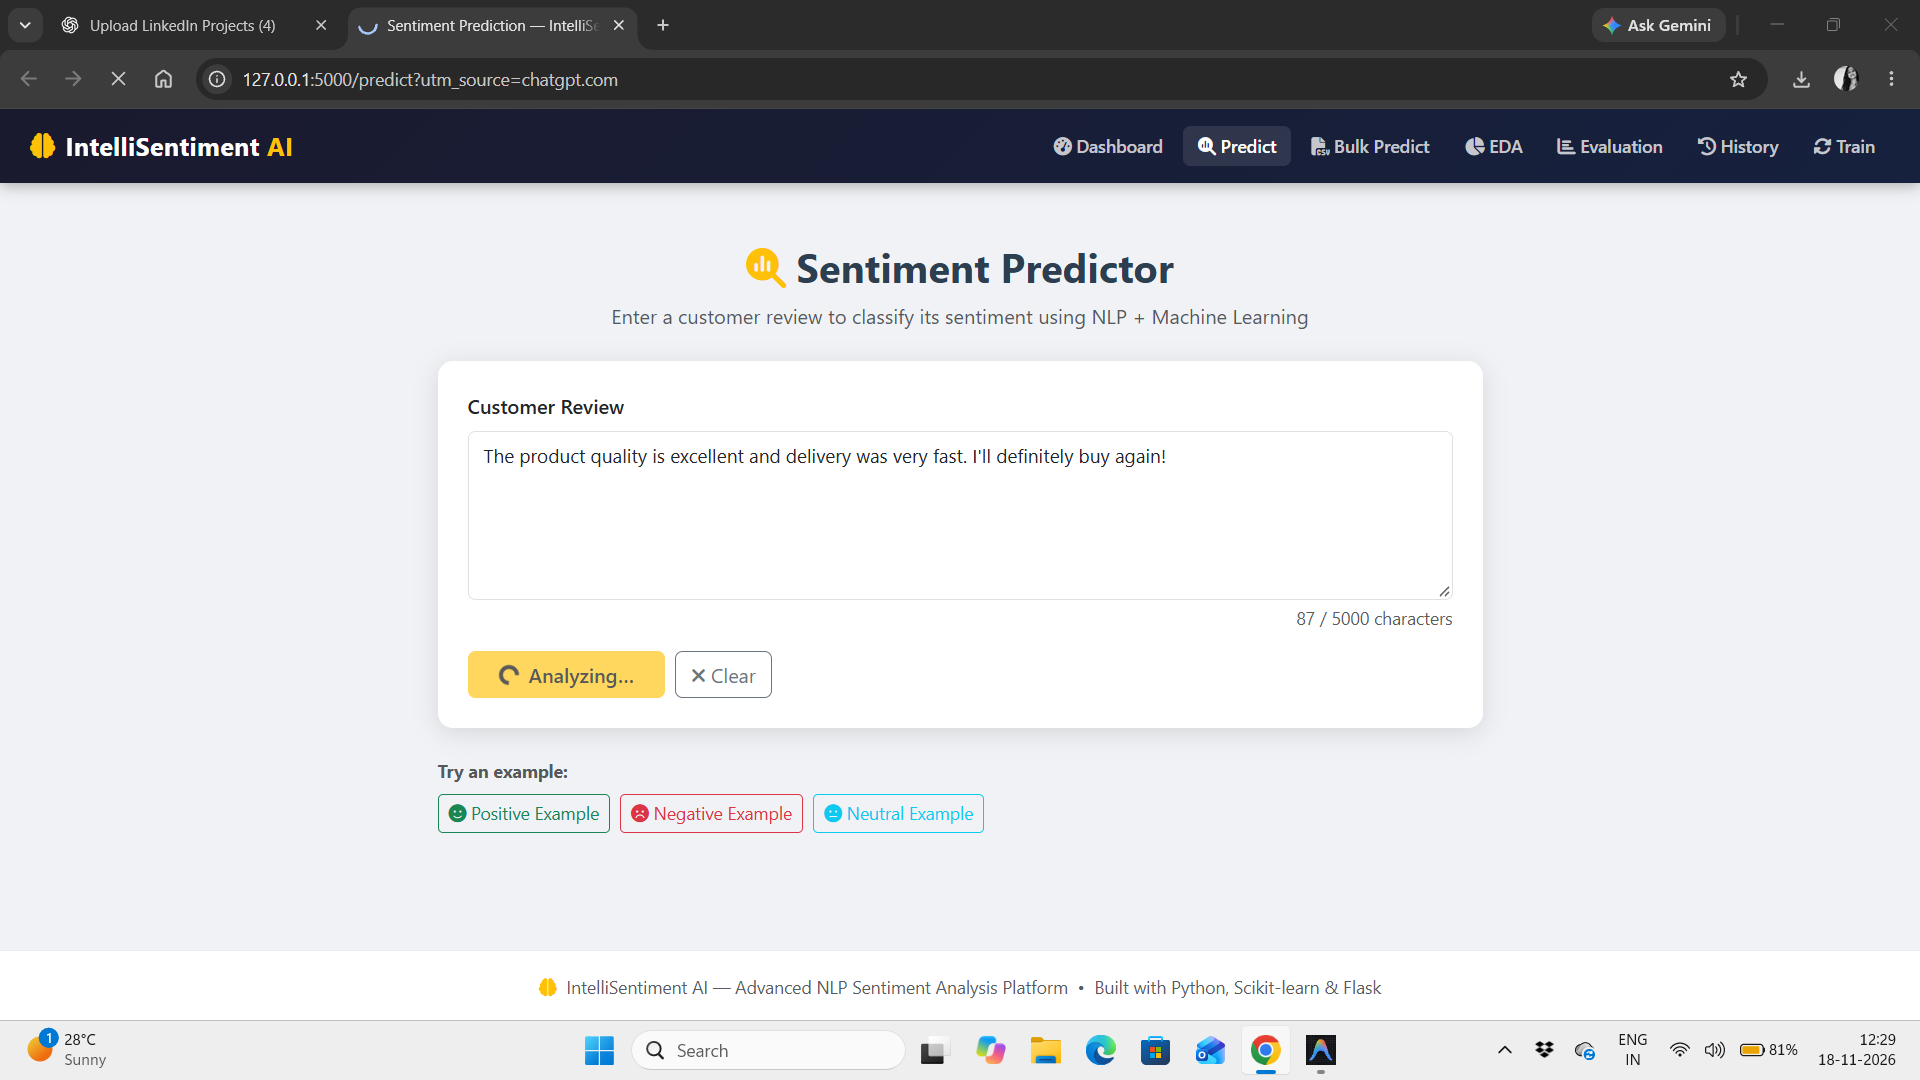 Upload LinkedIn Projects (4)
Sentiment Prediction — IntelliSe
Ask Gemini
127.0.0.1:5000/predict?utm_source=chatgpt.com
IntelliSentiment AI
Dashboard
Predict
Bulk Predict
EDA
Evaluation
History
Train
Sentiment Predictor
Enter a customer review to classify its sentiment using NLP + Machine Learning
Customer Review
The product quality is excellent and delivery was very fast. I'll definitely buy again!
87 / 5000 characters
Analyzing...
Clear
Try an example:
Positive Example
Negative Example
Neutral Example
IntelliSentiment AI — Advanced NLP Sentiment Analysis Platform • Built with Python, Scikit-learn & Flask
1
28°C
Sunny
Search
ENG
IN
81%
12:29
18-11-2026